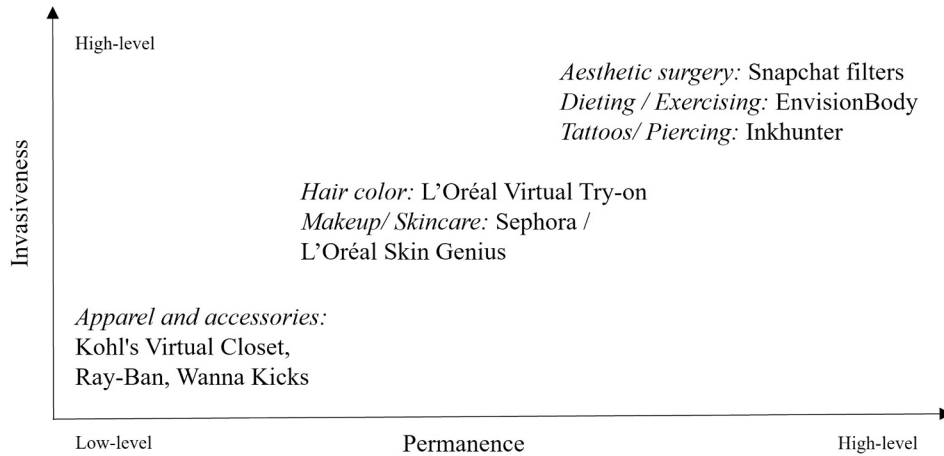 High-level
Aesthetic surgery: Snapchat filters
Dieting / Exercising: EnvisionBody
Tattoos/ Piercing: Inkhunter
Invasiveness
Hair color: L’Oréal Virtual Try-on
Makeup/ Skincare: Sephora /
L’Oréal Skin Genius
Apparel and accessories:
Kohl's Virtual Closet,
Ray-Ban, Wanna Kicks
Low-level
Permanence
High-level